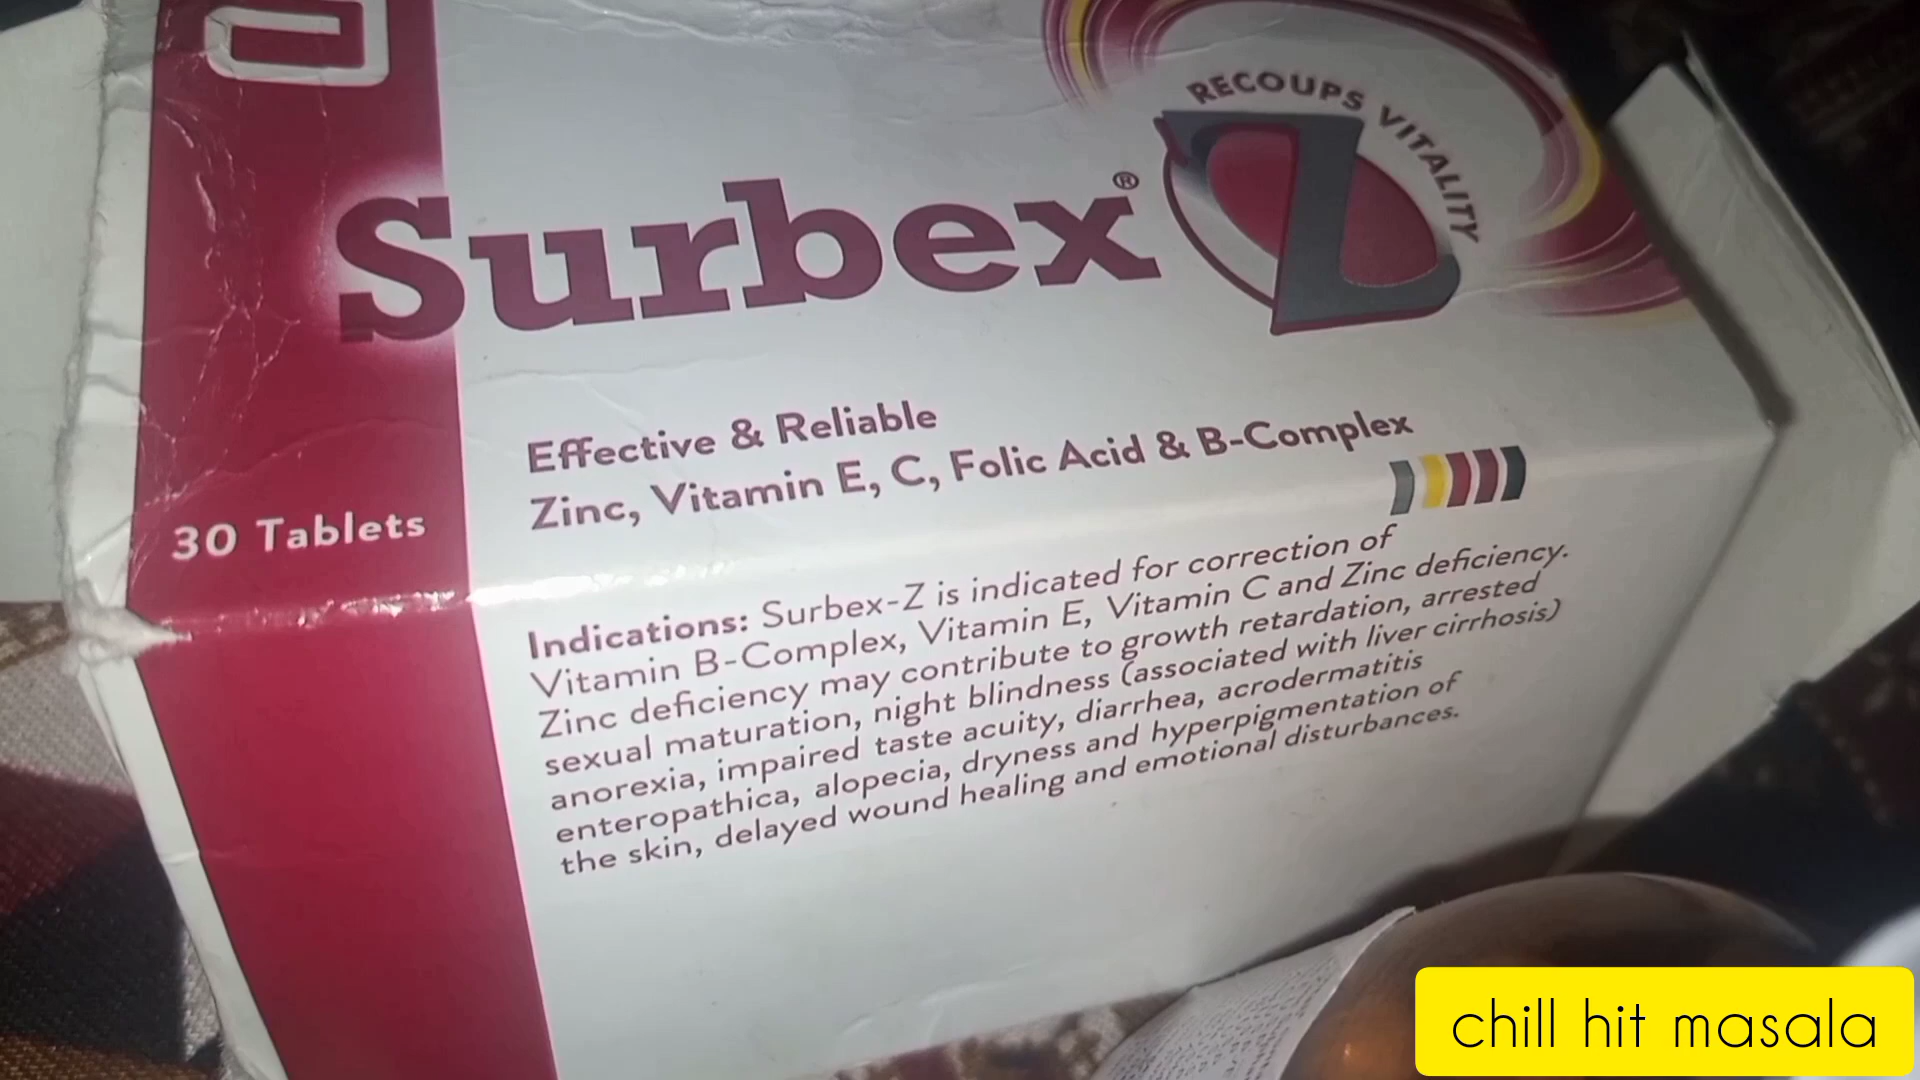 RECOUPS VITALITY
Surbex® Z
Effective & Reliable
Zinc, Vitamin E, C, Folic Acid & B-Complex
30 Tablets
Indications: Surbex-Z is indicated for correction of
Vitamin B-Complex, Vitamin E, Vitamin C and Zinc deficiency.
Zinc deficiency may contribute to growth retardation, arrested
sexual maturation, night blindness (associated with liver cirrhosis)
anorexia, impaired taste acuity, diarrhea, acrodermatitis
enteropathica, alopecia, dryness and hyperpigmentation of
the skin, delayed wound healing and emotional disturbances.
chill hit masala